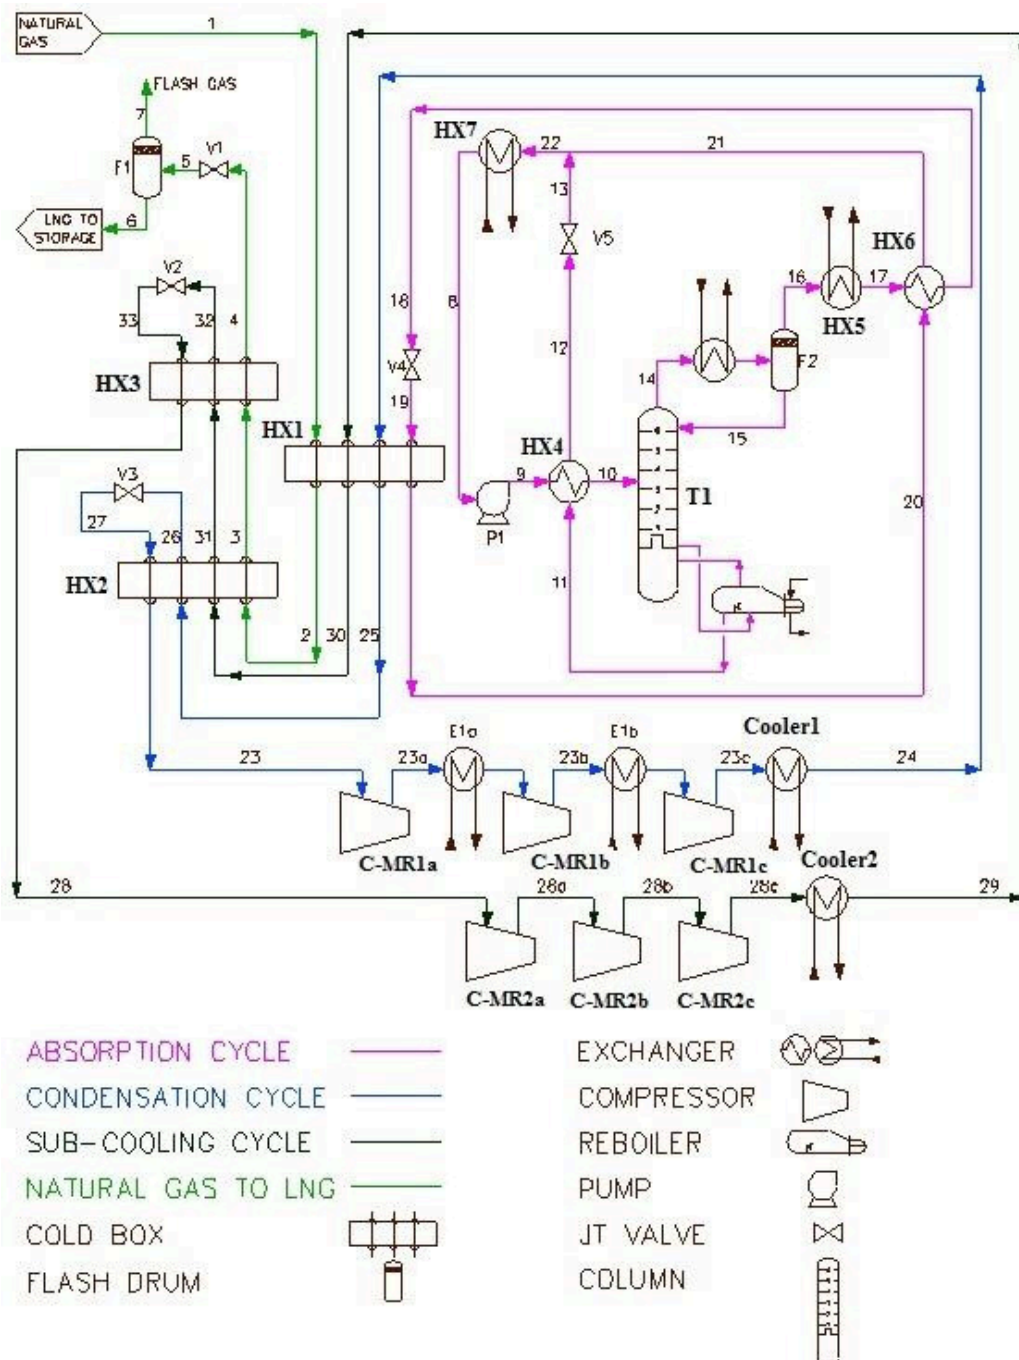 NATURAL
GAS
1
FLASH GAS
7
F1
5
V1
6
LNG TO
STORAGE
V2
33
32
4
HX3
HX1
V3
27
26
31
3
HX2
2
30
25
HX7
22
21
13
V5
HX6
16
17
HX5
18
8
V4
19
12
14
F2
15
HX4
9
10
T1
P1
20
11
K
23
23a
E1a
23b
E1b
23c
Cooler1
24
C-MR1a
C-MR1b
C-MR1c
Cooler2
28
28a
28b
28c
29
C-MR2a
C-MR2b
C-MR2c
ABSORPTION CYCLE
EXCHANGER
CONDENSATION CYCLE
COMPRESSOR
SUB-COOLING CYCLE
REBOILER
NATURAL GAS TO LNG
PUMP
COLD BOX
JT VALVE
FLASH DRUM
COLUMN